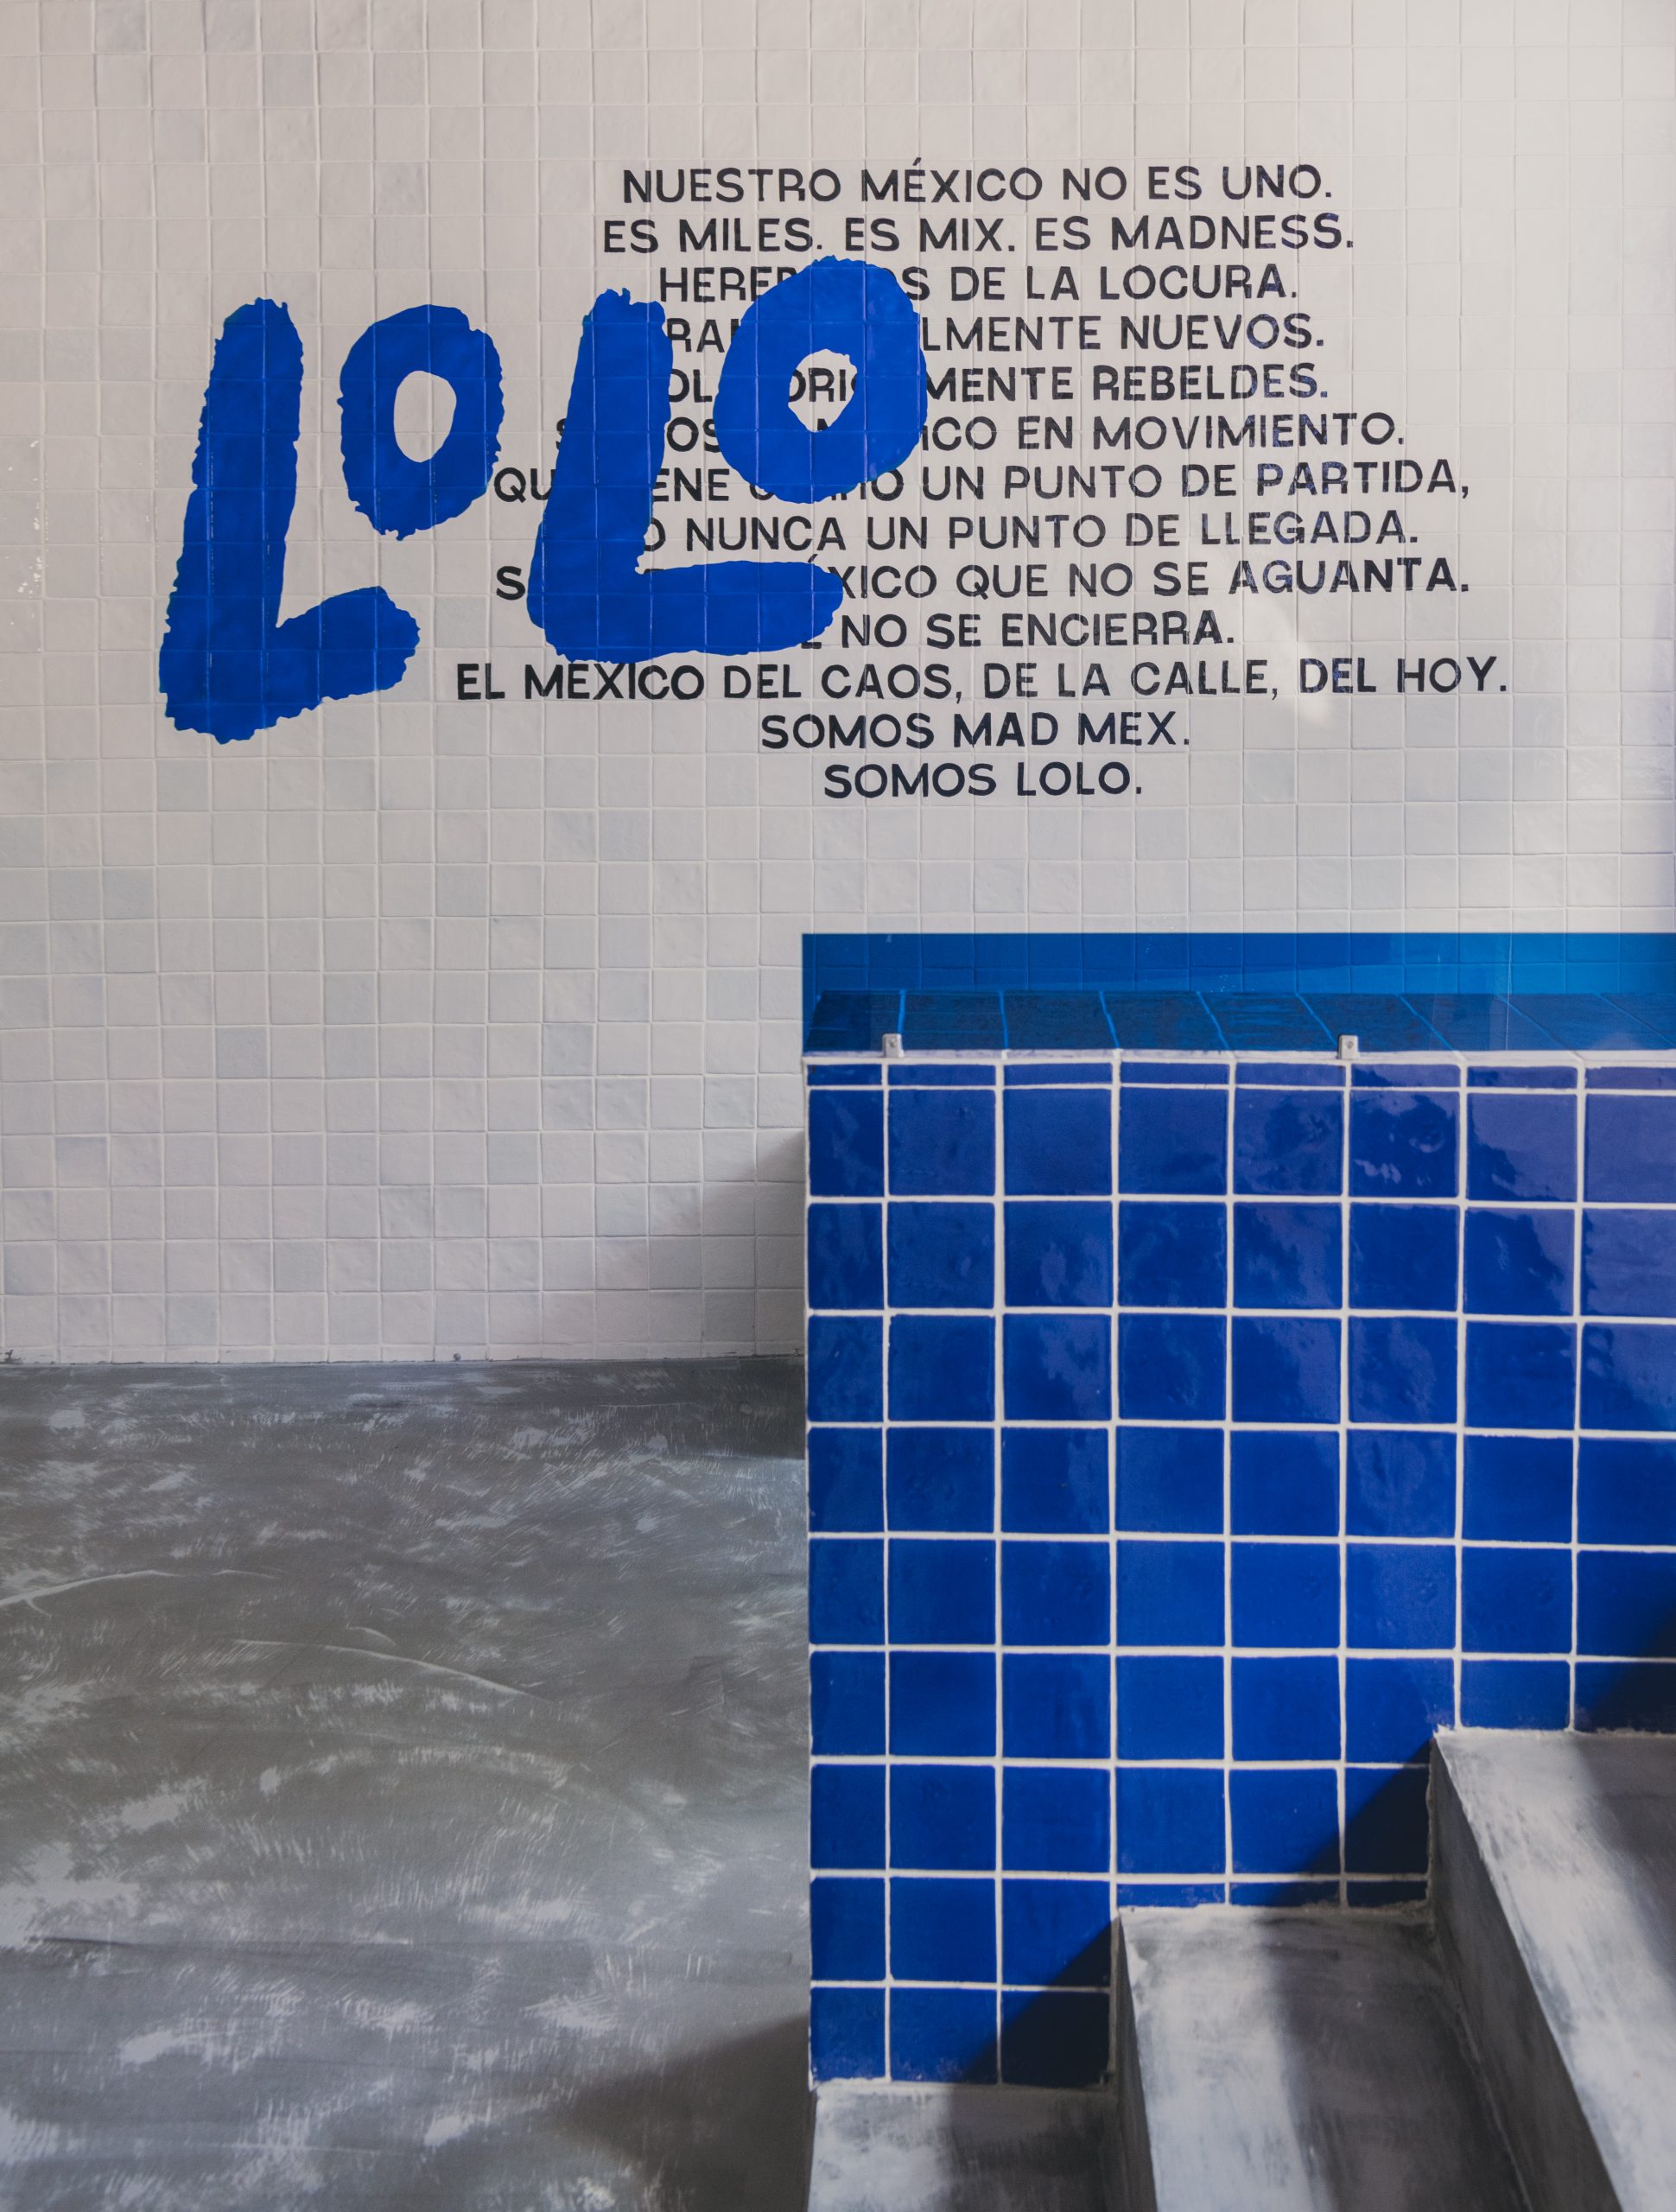 LOLO
NUESTRO MÉXICO NO ES UNO.
ES MILES. ES MIX. ES MADNESS.
DE LA LOCURA.
NUEVOS.
REBELDES.
EN MOVIMIENTO.
UN PUNTO DE PARTIDA,
NUNCA UN PUNTO DE LLEGADA.
QUE NO SE AGUANTA.
NO SE ENCIERRA.
EL MÉXICO DEL CAOS, DE LA CALLE, DEL HOY.
SOMOS MAD MEX.
SOMOS LOLO.